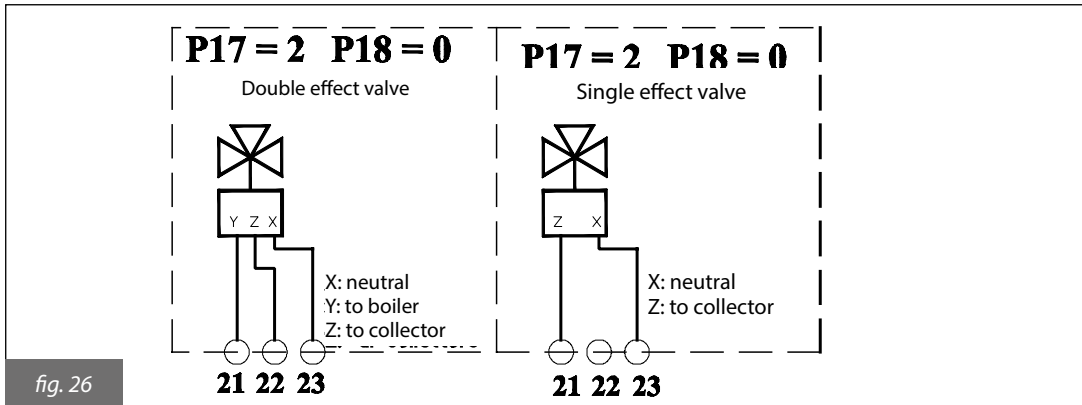 P17 = 2 P18 = 0
Double effect valve
Y Z X
X: neutral
Y: to boiler
Z: to collector
21 22 23
P17 = 2 P18 = 0
Single effect valve
Z X
X: neutral
Z: to collector
21 22 23
fig. 26